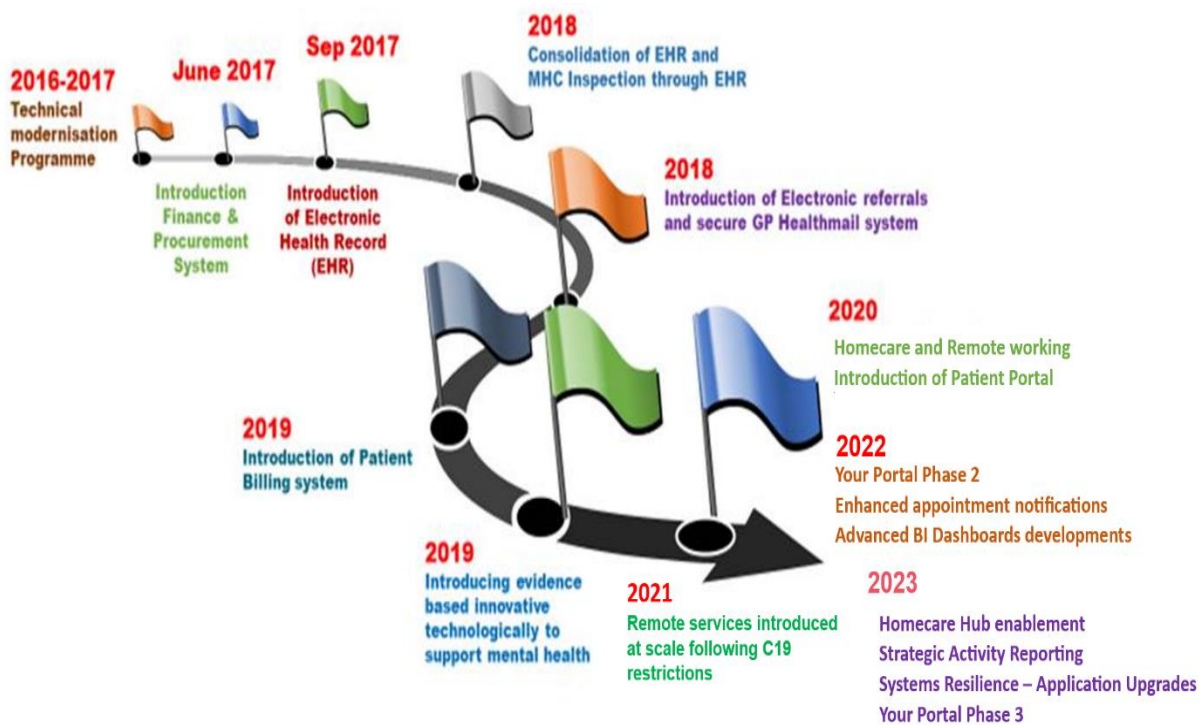 2016-2017
Technical
modernisation
Programme
June 2017
Introduction
Finance &
Procurement
System
Sep 2017
Introduction
of Electronic
Health Record
(EHR)
2018
Consolidation of EHR and
MHC Inspection through EHR
2018
Introduction of Electronic referrals
and secure GP Healthmail system
2019
Introduction of Patient
Billing system
2019
Introducing evidence
based innovative
technologically to
support mental health
2020
Homecare and Remote working
Introduction of Patient Portal
2021
Remote services introduced
at scale following C19
restrictions
2022
Your Portal Phase 2
Enhanced appointment notifications
Advanced BI Dashboards developments
2023
Homecare Hub enablement
Strategic Activity Reporting
Systems Resilience – Application Upgrades
Your Portal Phase 3